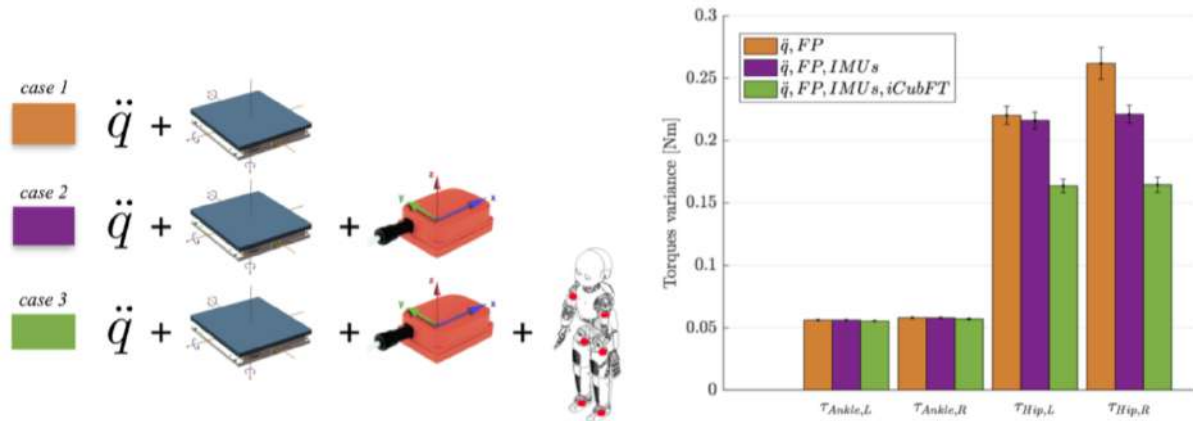 case 1
q̈ +
case 2
q̈ + +
z
y
x
case 3
q̈ + + +
z
y
x
Torques variance [Nm]
0.3
0.25
0.2
0.15
0.1
0.05
0
q̈, FP
q̈, FP, IMUs
q̈, FP, IMUs, iCubFT
τAnkle,L
τAnkle,R
τHip,L
τHip,R